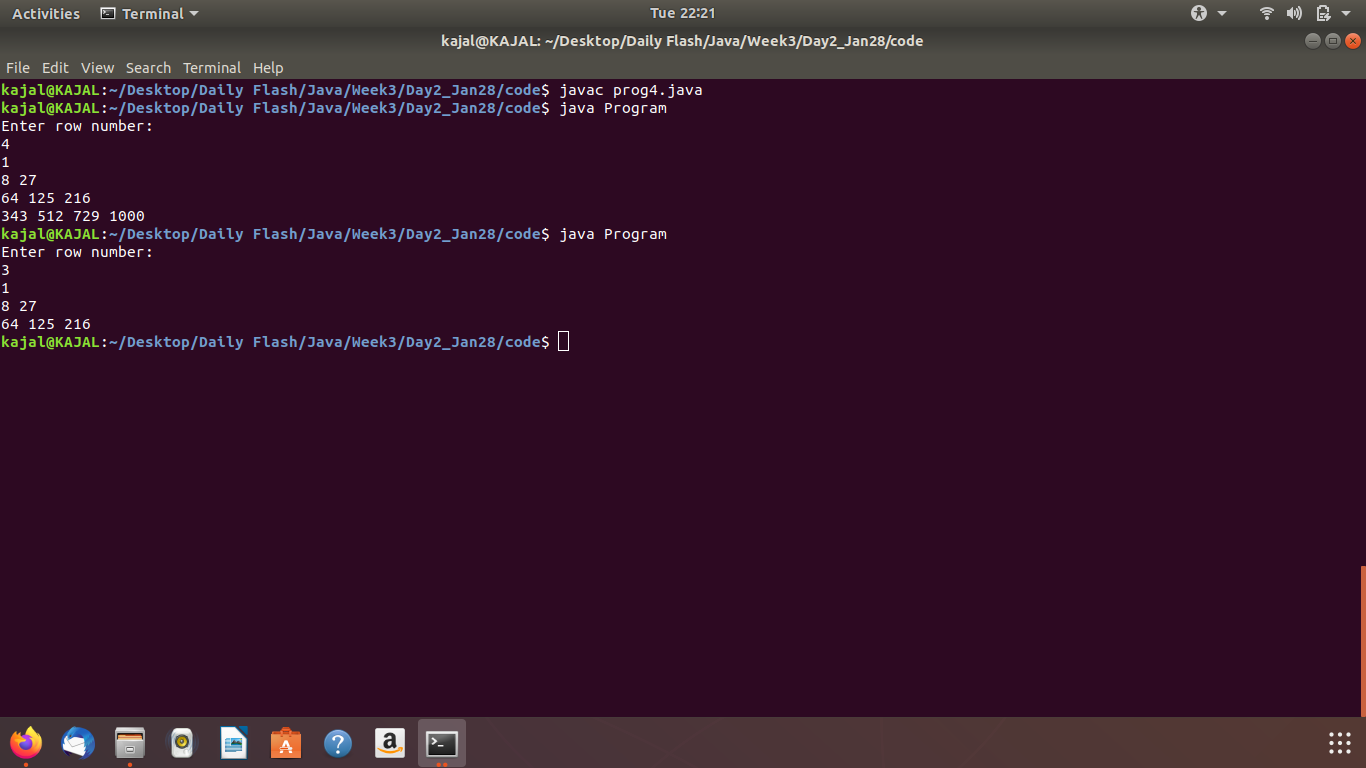 Activities Terminal Tue 22:21
kajal@KAJAL: ~/Desktop/Daily Flash/Java/Week3/Day2_Jan28/code
File Edit View Search Terminal Help
kajal@KAJAL:~/Desktop/Daily Flash/Java/Week3/Day2_Jan28/code$ javac prog4.java
kajal@KAJAL:~/Desktop/Daily Flash/Java/Week3/Day2_Jan28/code$ java Program
Enter row number:
4
1
8 27
64 125 216
343 512 729 1000
kajal@KAJAL:~/Desktop/Daily Flash/Java/Week3/Day2_Jan28/code$ java Program
Enter row number:
3
1
8 27
64 125 216
kajal@KAJAL:~/Desktop/Daily Flash/Java/Week3/Day2_Jan28/code$